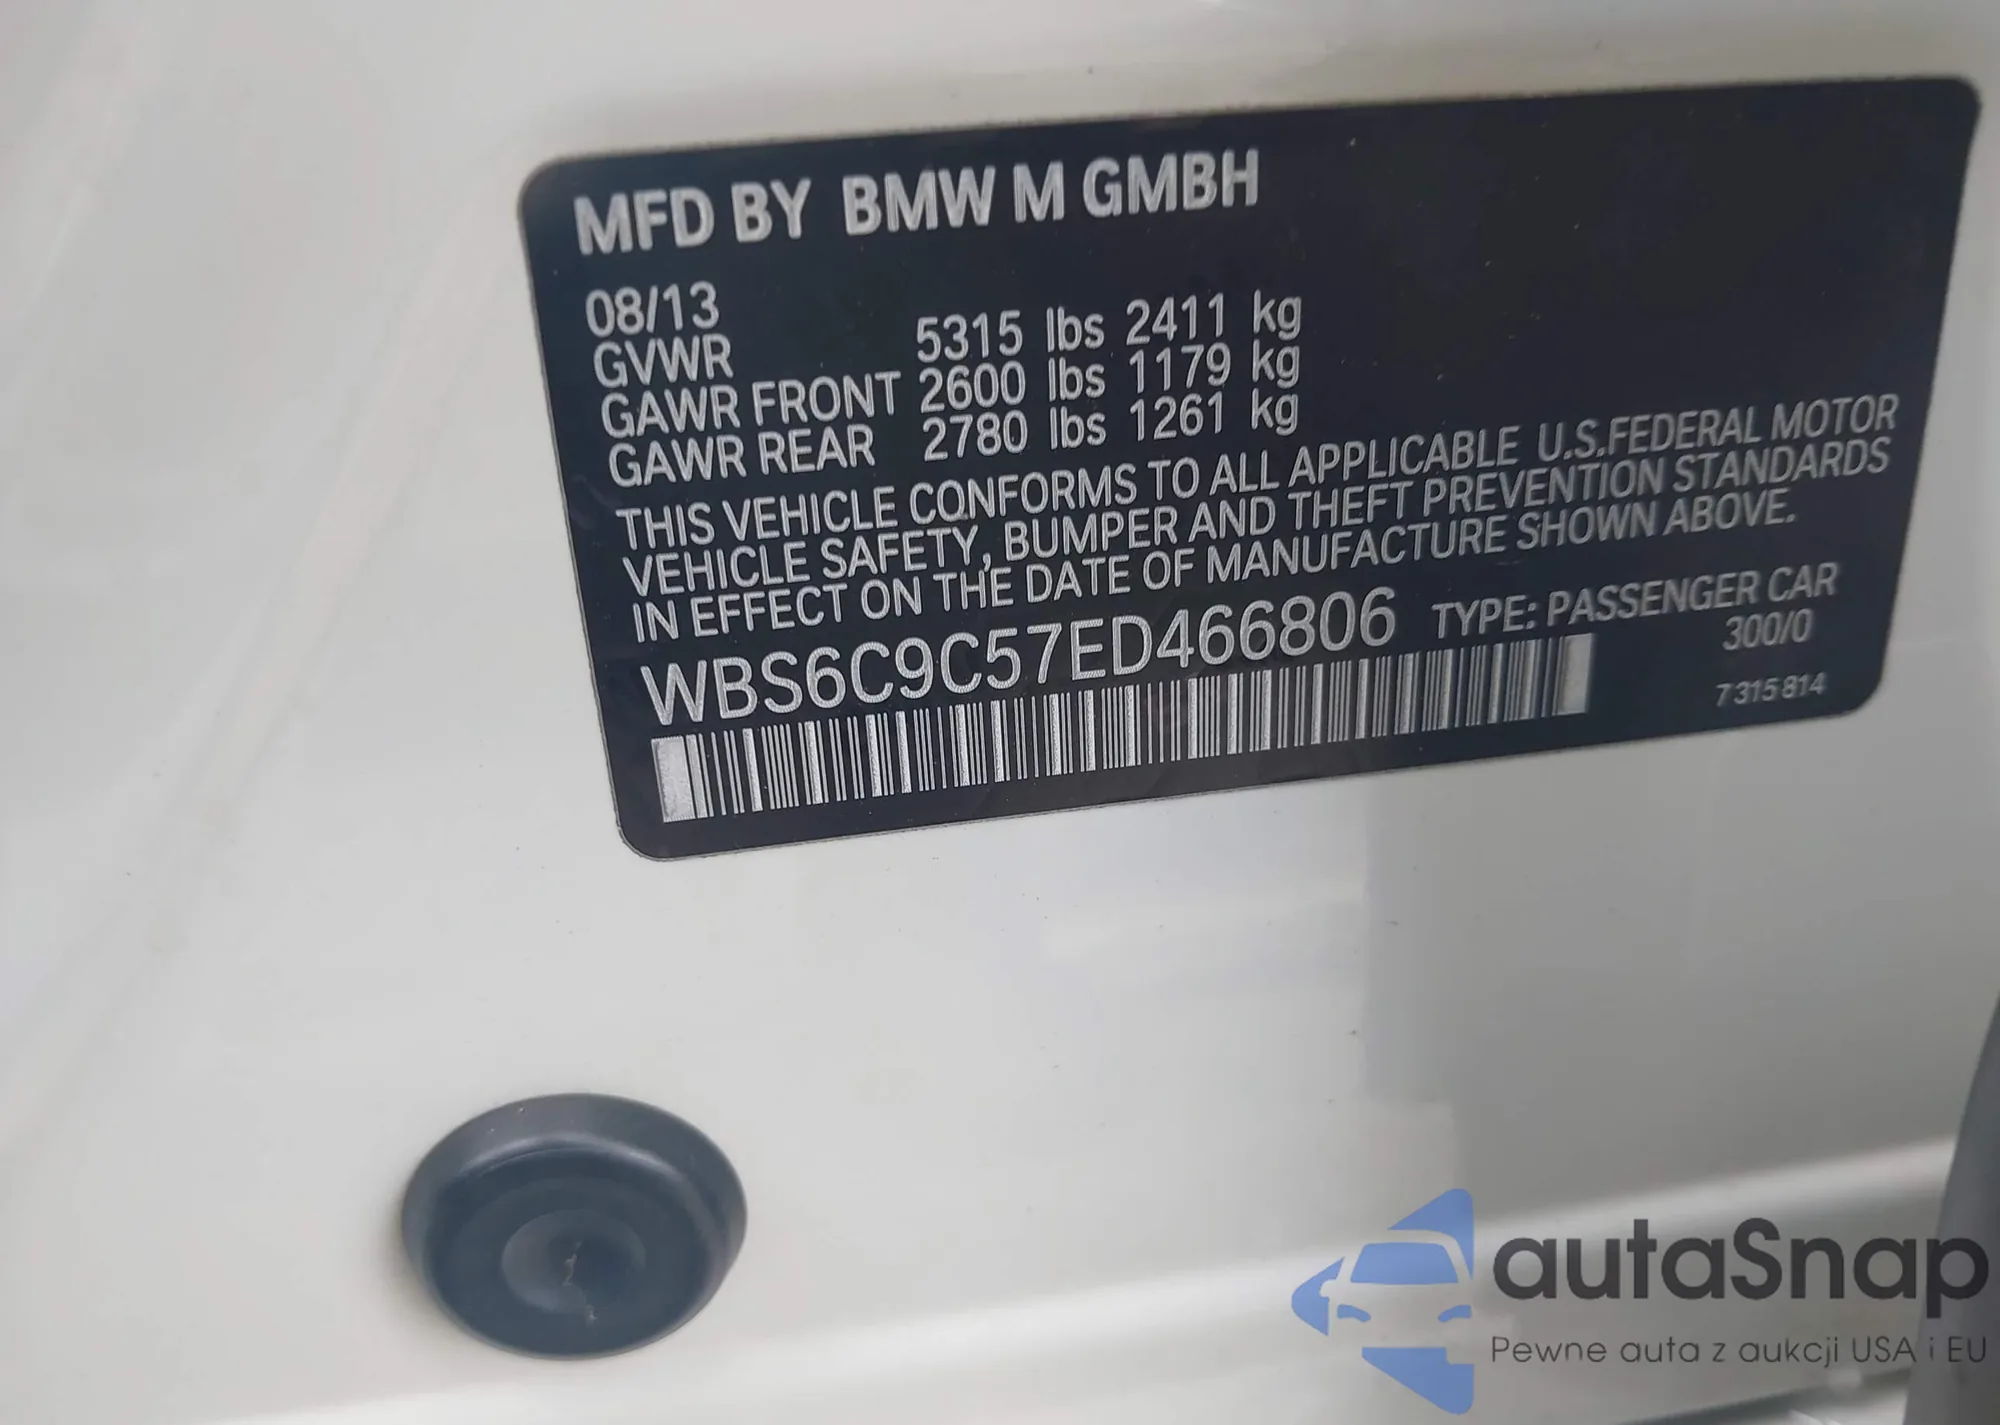 MFD BY BMW M GMBH
08/13
GVWR 5315 lbs 2411 kg
GAWR FRONT 2600 lbs 1179 kg
GAWR REAR 2780 lbs 1261 kg
THIS VEHICLE CONFORMS TO ALL APPLICABLE U.S.FEDERAL MOTOR
VEHICLE SAFETY, BUMPER AND THEFT PREVENTION STANDARDS
IN EFFECT ON THE DATE OF MANUFACTURE SHOWN ABOVE.
WBS6C9C57ED466806 TYPE: PASSENGER CAR
300/0
7315814
autaSnap
Pewne auta z aukcji USA i EU